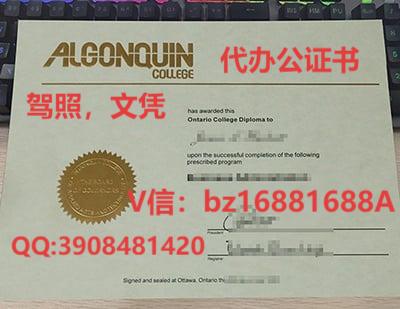 ALGONQUIN
COLLEGE
代办公证书
驾照，文凭
has awarded this
Ontario College Diploma to
upon the successful completion of the following
prescribed program
V信：bz16881688A
QQ:3908481420
President
Signed and sealed at Ottawa, Ontario this